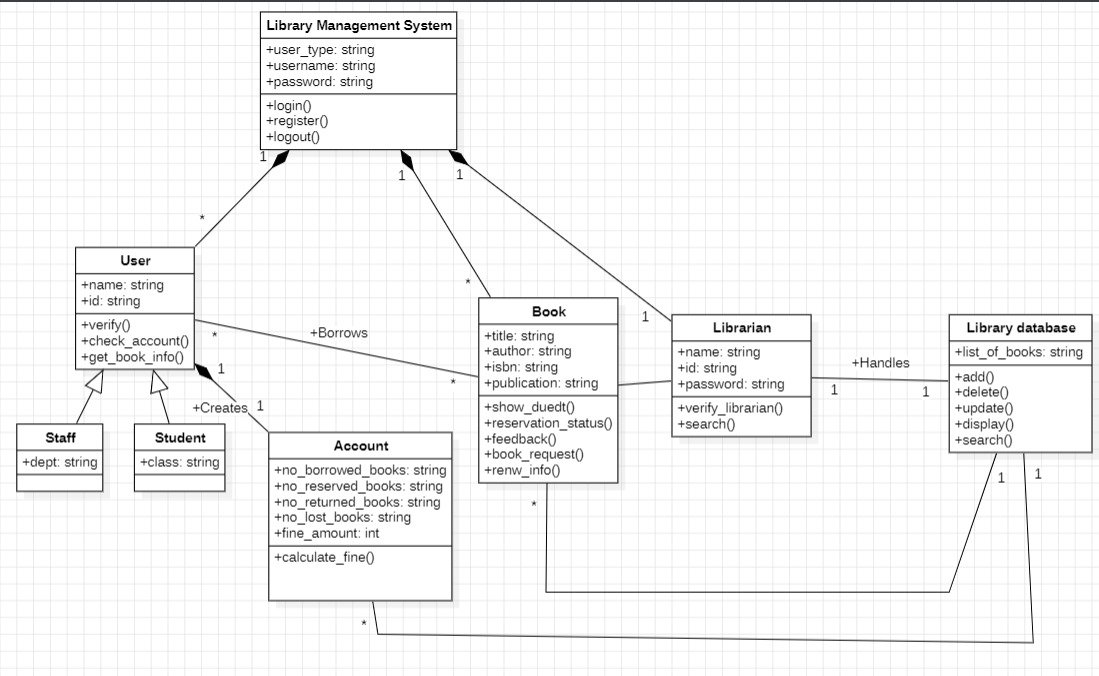 Library Management System
+user_type: string
+username: string
+password: string
+login()
+register()
+logout()
1
1
1
*
*
1
User
+name: string
+id: string
+verify()
+check_account()
+get_book_info()
*
+Borrows
*
1
+Creates
1
Book
+title: string
+author: string
+isbn: string
+publication: string
+show_duedt()
+reservation_status()
+feedback()
+book_request()
+renw_info()
Librarian
+name: string
+id: string
+password: string
+verify_librarian()
+search()
+Handles
1
1
Library database
+list_of_books: string
+add()
+delete()
+update()
+display()
+search()
1
1
Staff
+dept: string
Student
+class: string
Account
+no_borrowed_books: string
+no_reserved_books: string
+no_returned_books: string
+no_lost_books: string
+fine_amount: int
+calculate_fine()
*
*